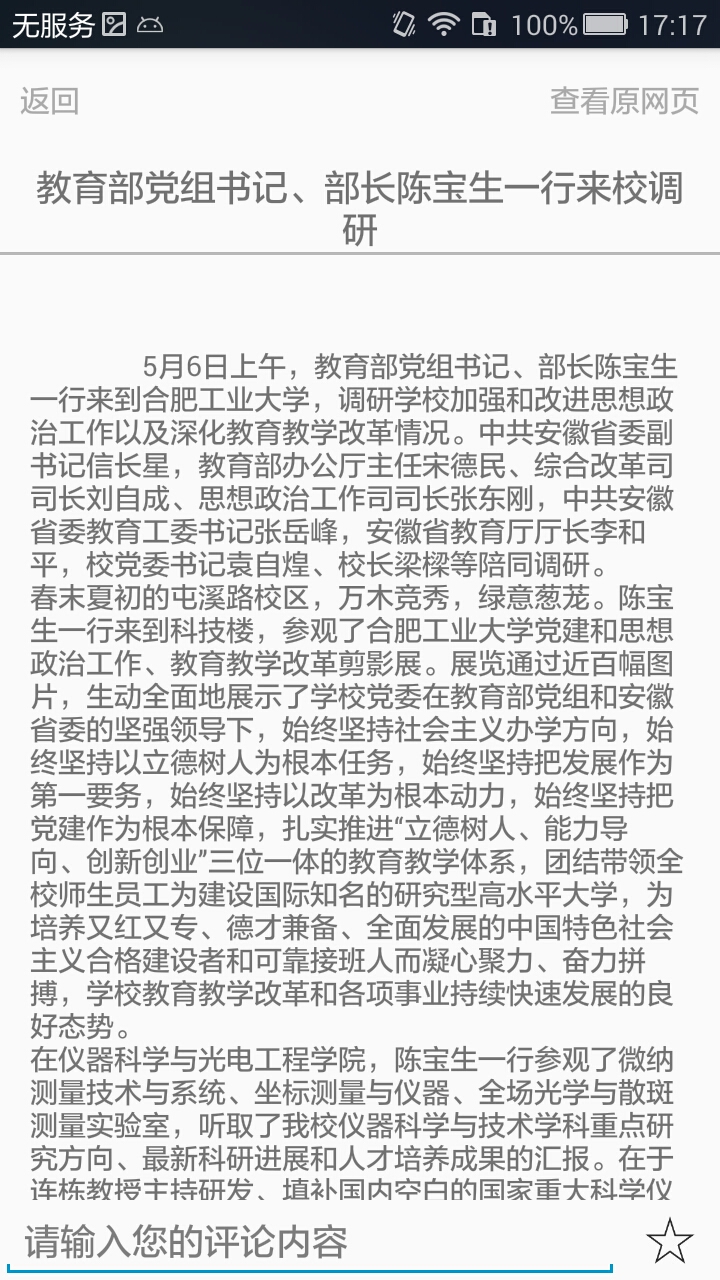 无服务 100% 17:17
返回 查看原网页
教育部党组书记、部长陈宝生一行来校调
研
5月6日上午，教育部党组书记、部长陈宝生
一行来到合肥工业大学，调研学校加强和改进思想政
治工作以及深化教育教学改革情况。中共安徽省委副
书记信长星，教育部办公厅主任宋德民、综合改革司
司长刘自成、思想政治工作司司长张东刚，中共安徽
省委教育工委书记张岳峰，安徽省教育厅厅长李和
平，校党委书记袁自煌、校长梁樑等陪同调研。
春末夏初的屯溪路校区，万木竞秀，绿意葱茏。陈宝
生一行来到科技楼，参观了合肥工业大学党建和思想
政治工作、教育教学改革剪影展。展览通过近百幅图
片，生动全面地展示了学校党委在教育部党组和安徽
省委的坚强领导下，始终坚持社会主义办学方向，始
终坚持以立德树人为根本任务，始终坚持把发展作为
第一要务，始终坚持以改革为根本动力，始终坚持把
党建作为根本保障，扎实推进“立德树人、能力导
向、创新创业”三位一体的教育教学体系，团结带领全
校师生员工为建设国际知名的研究型高水平大学，为
培养又红又专、德才兼备、全面发展的中国特色社会
主义合格建设者和可靠接班人而凝心聚力、奋力拼
搏，学校教育教学改革和各项事业持续快速发展的良
好态势。
在仪器科学与光电工程学院，陈宝生一行参观了微纳
测量技术与系统、坐标测量与仪器、全场光学与散斑
测量实验室，听取了我校仪器科学与技术学科重点研
究方向、最新科研进展和人才培养成果的汇报。在于
连栋教授主持研发、填补国内空白的国家重大科学仪
请输入您的评论内容